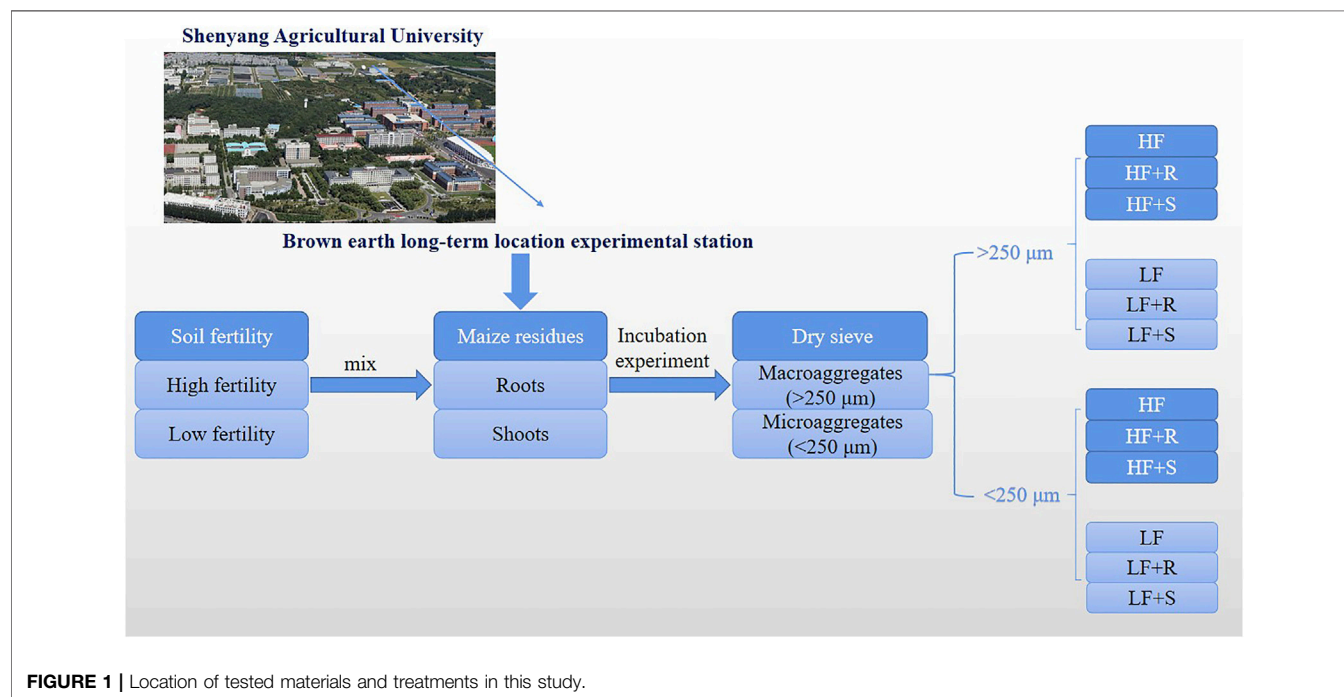 Shenyang Agricultural University
Brown earth long-term location experimental station
Soil fertility
High fertility
Low fertility
mix
Maize residues
Roots
Shoots
Incubation
experiment
Dry sieve
Macroaggregates
(>250 μm)
Microaggregates
(<250 μm)
>250 μm
HF
HF+R
HF+S
LF
LF+R
LF+S
<250 μm
HF
HF+R
HF+S
LF
LF+R
LF+S
FIGURE 1 | Location of tested materials and treatments in this study.